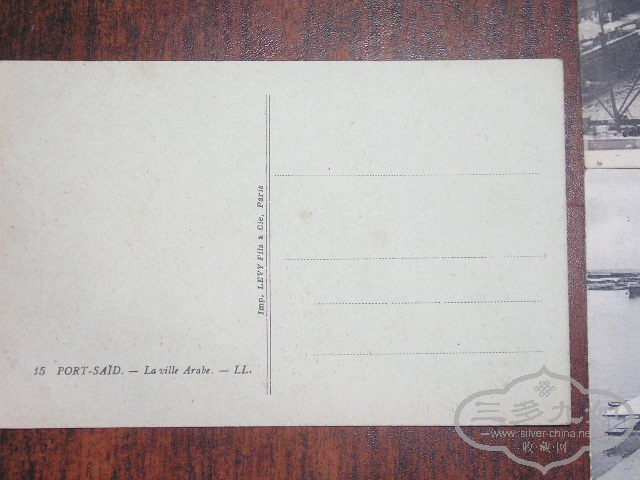 15 PORT-SAÏD. — La ville Arabe. — LL.
Imp. LEVY Fils & Cie, Paris
三多九如
www.silver-china.net
收藏网